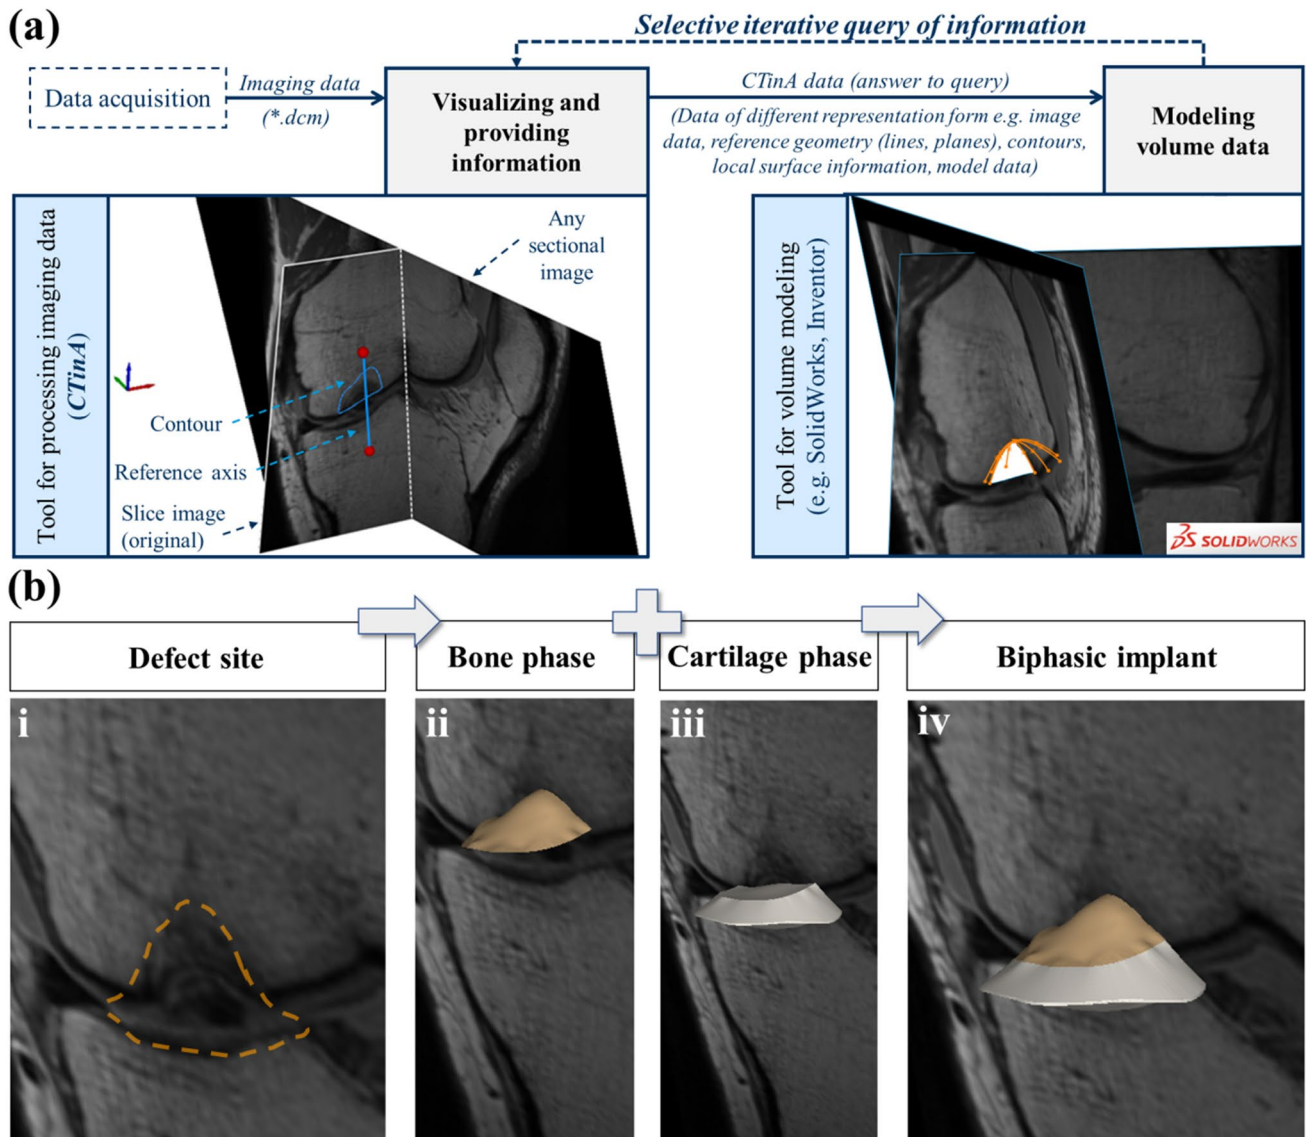 (a)
Selective iterative query of information
Data acquisition
Imaging data
(*.dcm)
Visualizing and
providing
information
CTinA data (answer to query)
(Data of different representation form e.g. image
data, reference geometry (lines, planes), contours,
local surface information, model data)
Modeling
volume data
Tool for processing imaging data
(CTinA)
Any
sectional
image
Contour
Reference axis
Slice image
(original)
Tool for volume modeling
(e.g. SolidWorks, Inventor)
SOLIDWORKS
(b)
Defect site
Bone phase
Cartilage phase
Biphasic implant
i
ii
iii
iv